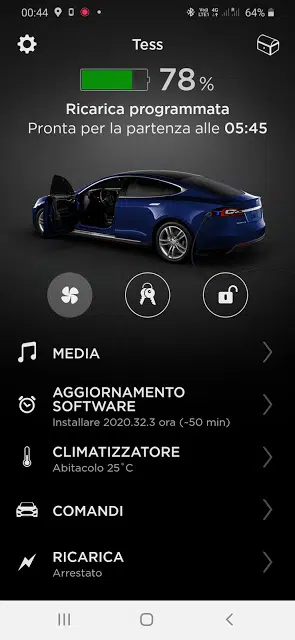 00:44
64%
Tess
78%
Ricarica programmata
Pronta per la partenza alle 05:45
MEDIA
AGGIORNAMENTO
SOFTWARE
Installare 2020.32.3 ora (~50 min)
CLIMATIZZATORE
Abitacolo 25°C
COMANDI
RICARICA
Arrestato